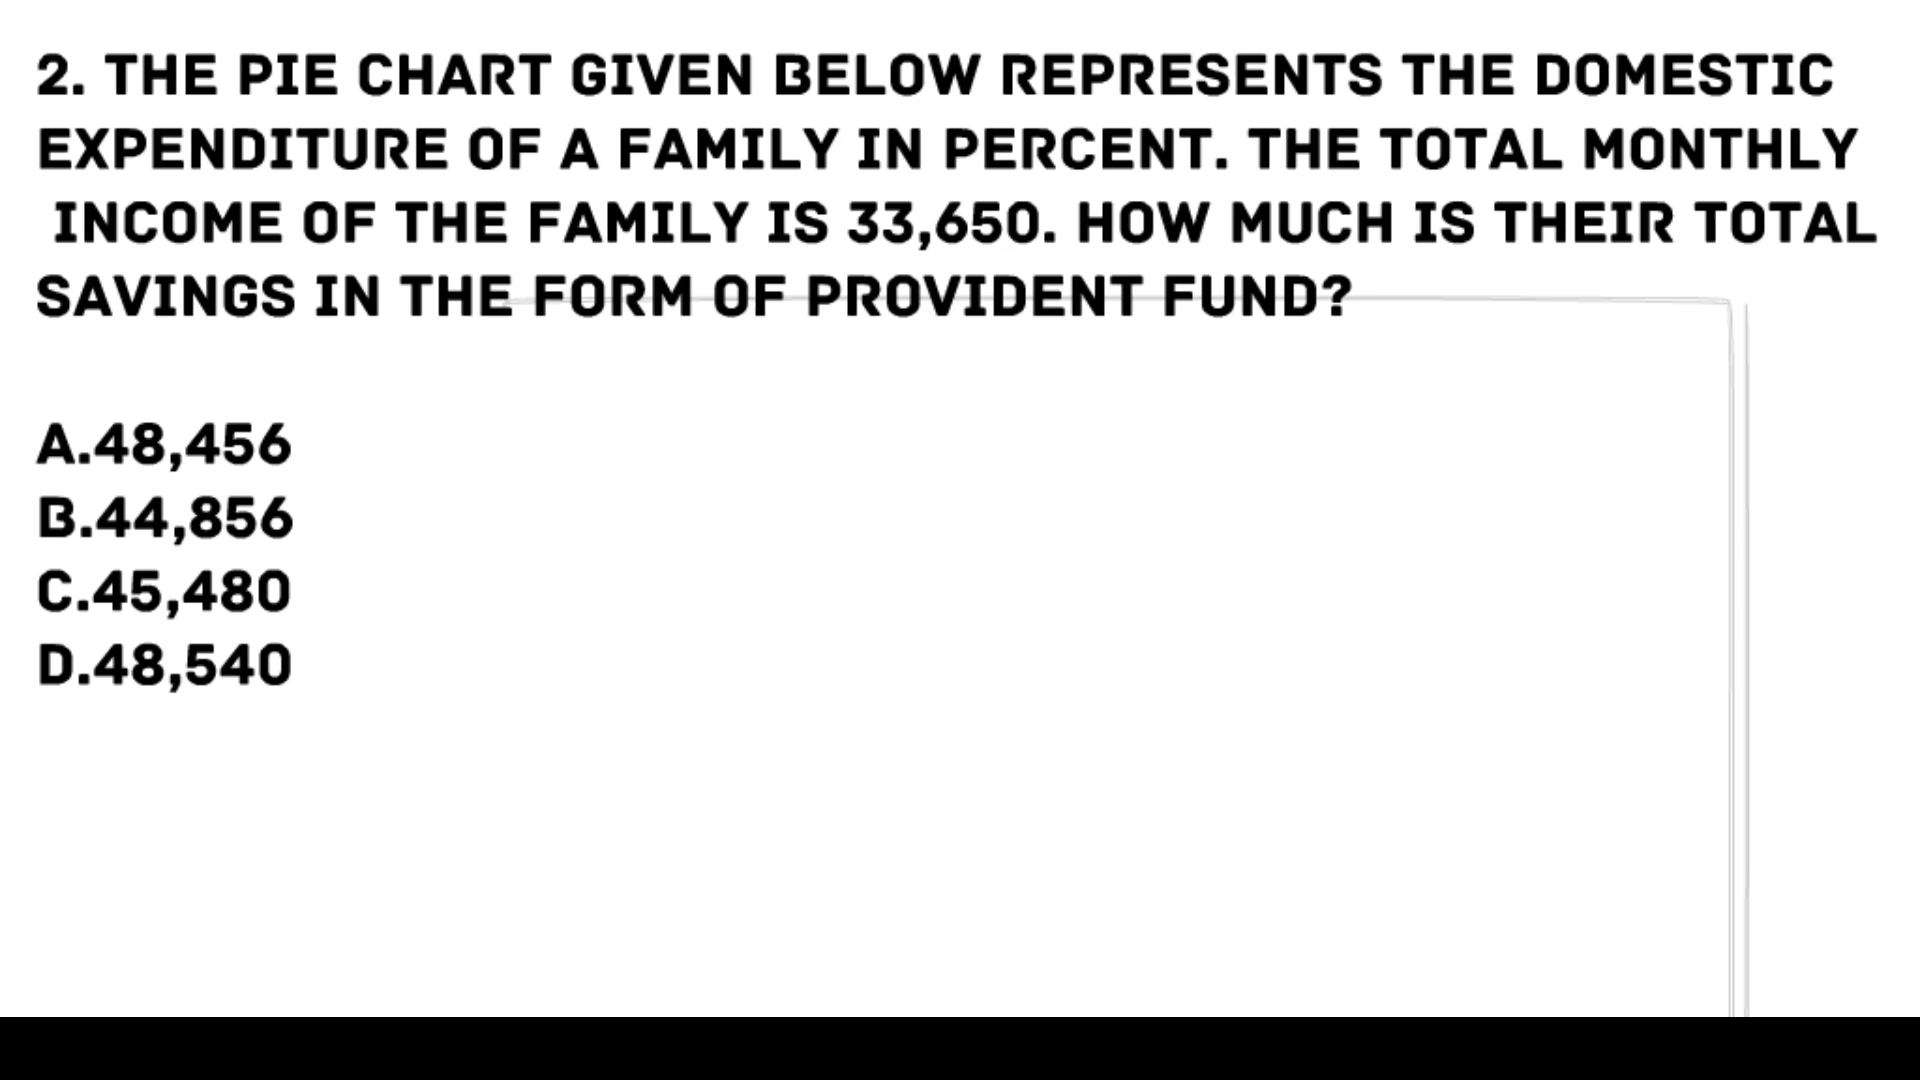 2. THE PIE CHART GIVEN BELOW REPRESENTS THE DOMESTIC
EXPENDITURE OF A FAMILY IN PERCENT. THE TOTAL MONTHLY
INCOME OF THE FAMILY IS 33,650. HOW MUCH IS THEIR TOTAL
SAVINGS IN THE FORM OF PROVIDENT FUND?
A.48,456
B.44,856
C.45,480
D.48,540